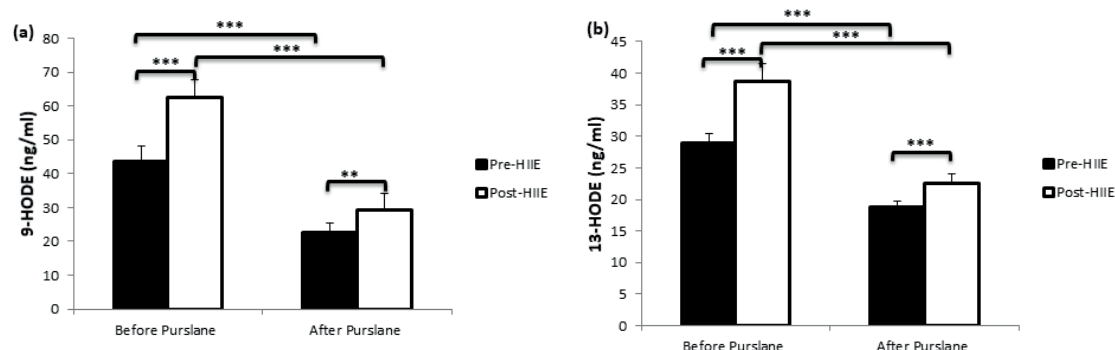 (a)
***
***
***
**
9-HODE (ng/ml)
80
70
60
50
40
30
20
10
0
Before Purslane
After Purslane
Pre-HIIE
Post-HIIE
(b)
***
***
***
***
13-HODE (ng/ml)
45
40
35
30
25
20
15
10
5
0
Before Purslane
After Purslane
Pre-HIIE
Post-HIIE